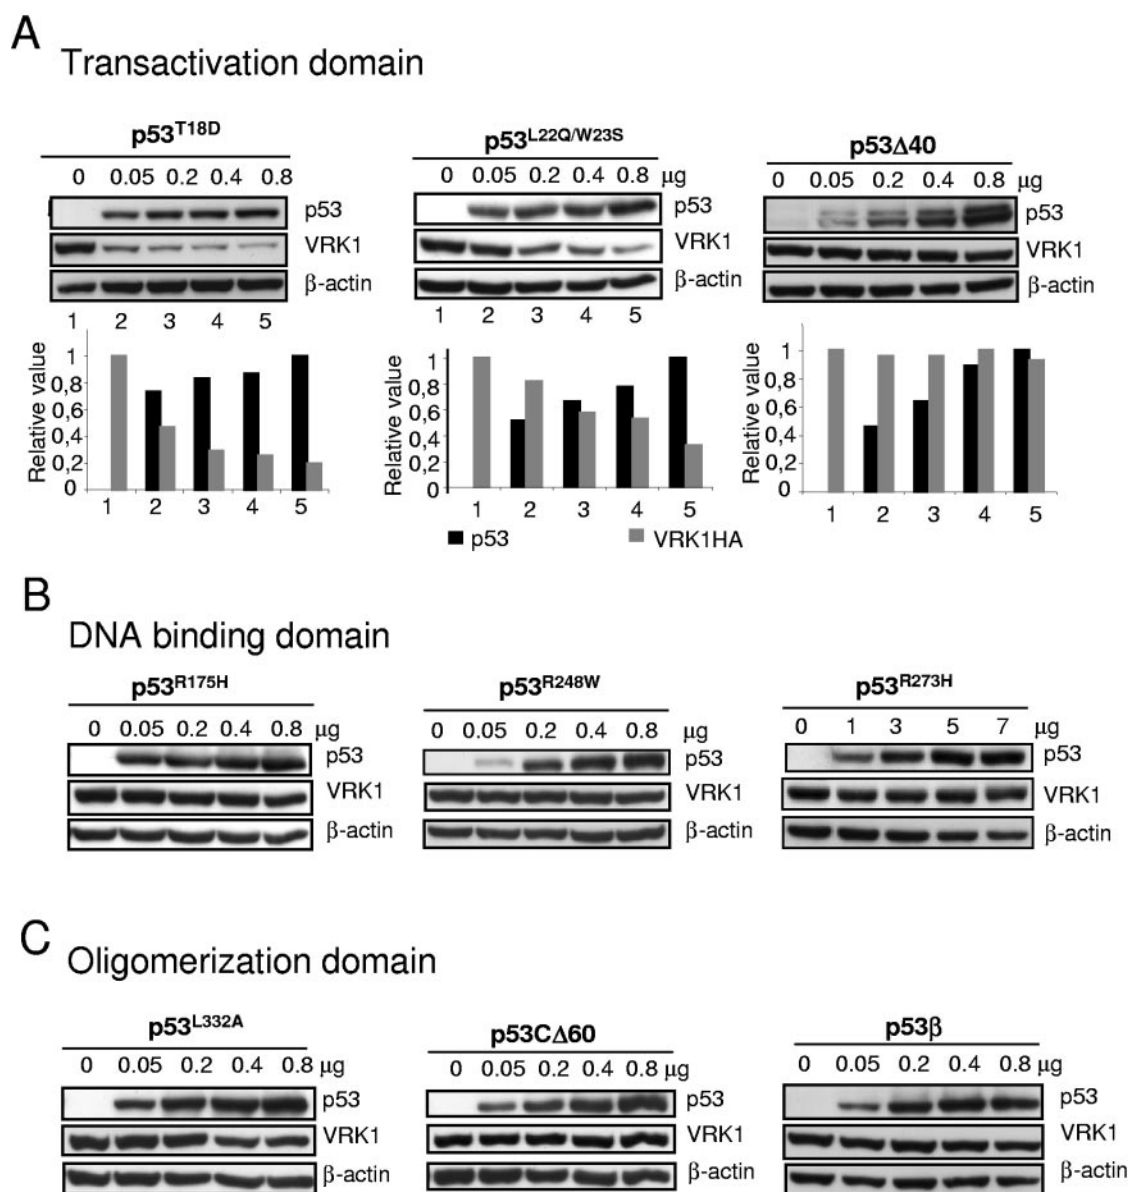 A
Transactivation domain
p53T18D
0 0.05 0.2 0.4 0.8
p53
VRK1
β-actin
1 2 3 4 5
Relative value
1
0,8
0,6
0,4
0,2
0
1 2 3 4 5
p53L22Q/W23S
0 0.05 0.2 0.4 0.8 µg
p53
VRK1
β-actin
1 2 3 4 5
Relative value
1
0,8
0,6
0,4
0,2
0
1 2 3 4 5
p53Δ40
0 0.05 0.2 0.4 0.8 µg
p53
VRK1
β-actin
Relative value
1
0,8
0,6
0,4
0,2
0
1 2 3 4 5
p53 VRK1HA
B
DNA binding domain
p53R175H
0 0.05 0.2 0.4 0.8 µg
p53
VRK1
β-actin
p53R248W
0 0.05 0.2 0.4 0.8 µg
p53
VRK1
β-actin
p53R273H
0 1 3 5 7 µg
p53
VRK1
β-actin
C
Oligomerization domain
p53L332A
0 0.05 0.2 0.4 0.8 µg
p53
VRK1
β-actin
p53CΔ60
0 0.05 0.2 0.4 0.8 µg
p53
VRK1
β-actin
p53β
0 0.05 0.2 0.4 0.8 µg
p53
VRK1
β-actin